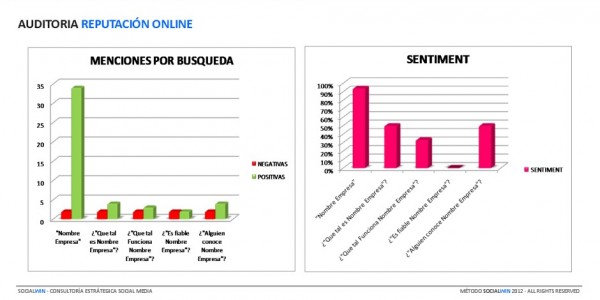 AUDITORIA REPUTACIÓN ONLINE
MENCIONES POR BUSQUEDA
35
30
25
20
15
10
5
0
"Nombre Empresa"
¿"Que tal es Nombre Empresa"?
¿"Que tal Funciona Nombre Empresa"?
¿"Es fiable Nombre Empresa"?
¿"Alguien conoce Nombre Empresa"?
NEGATIVAS
POSITIVAS
SENTIMENT
100%
90%
80%
70%
60%
50%
40%
30%
20%
10%
0%
"Nombre Empresa"
¿"Que tal es Nombre Empresa"?
¿"Que tal Funciona Nombre Empresa"?
¿"Es fiable Nombre Empresa"?
¿"Alguien conoce Nombre Empresa"?
SENTIMENT
SOCIALWIN - CONSULTORÍA ESTRÁTEGICA SOCIAL MEDIA
MÉTODO SOCIALWIN 2012 - ALL RIGHTS RESERVED